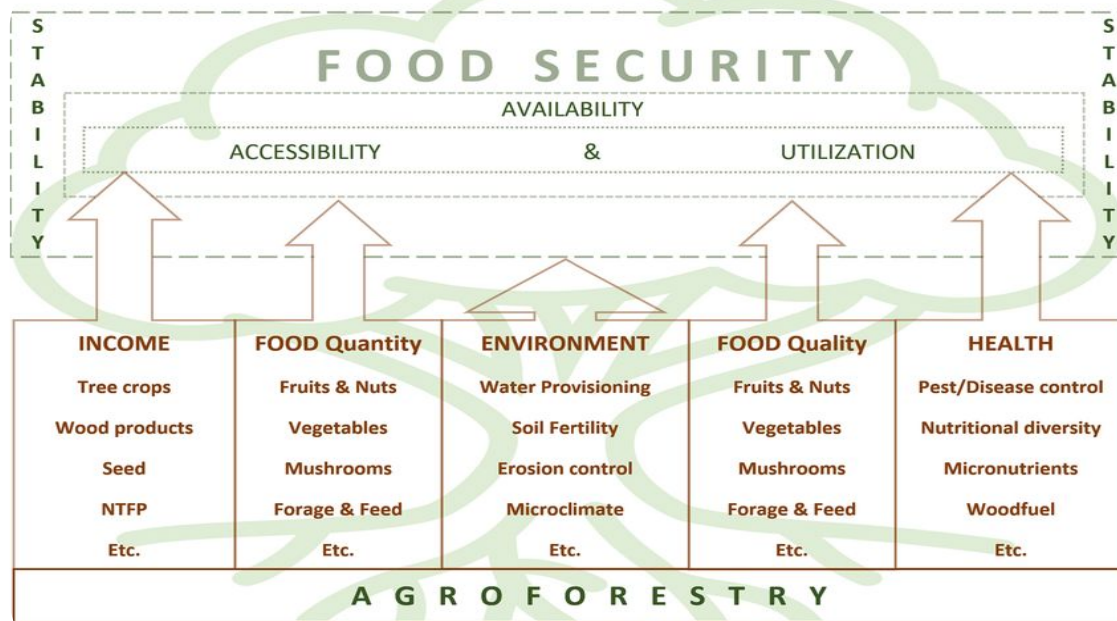 STABILITY
FOOD SECURITY
STABILITY
AVAILABILITY
ACCESSIBILITY & UTILIZATION
INCOME
Tree crops
Wood products
Seed
NTFP
Etc.
FOOD Quantity
Fruits & Nuts
Vegetables
Mushrooms
Forage & Feed
Etc.
ENVIRONMENT
Water Provisioning
Soil Fertility
Erosion control
Microclimate
Etc.
FOOD Quality
Fruits & Nuts
Vegetables
Mushrooms
Forage & Feed
Etc.
HEALTH
Pest/Disease control
Nutritional diversity
Micronutrients
Woodfuel
Etc.
AGROFORESTRY